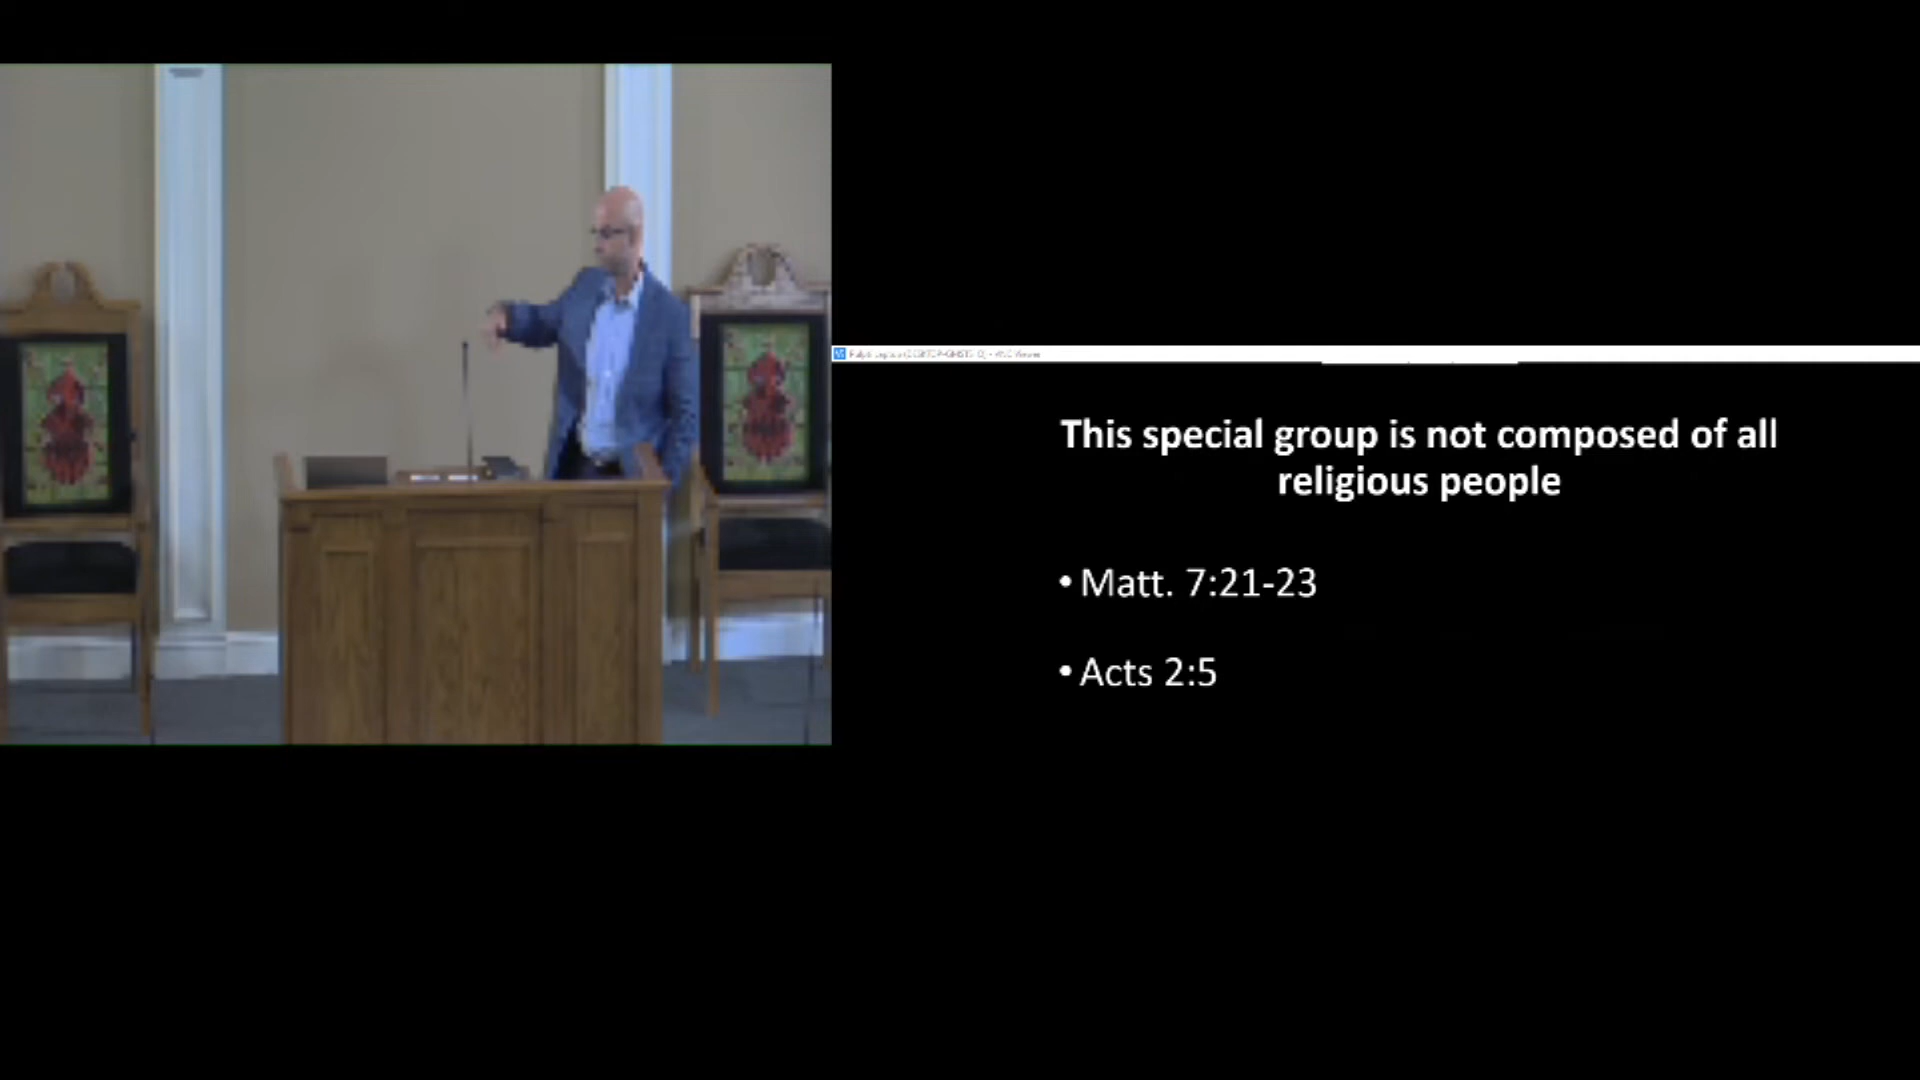 This special group is not composed of all
religious people
• Matt. 7:21-23
• Acts 2:5